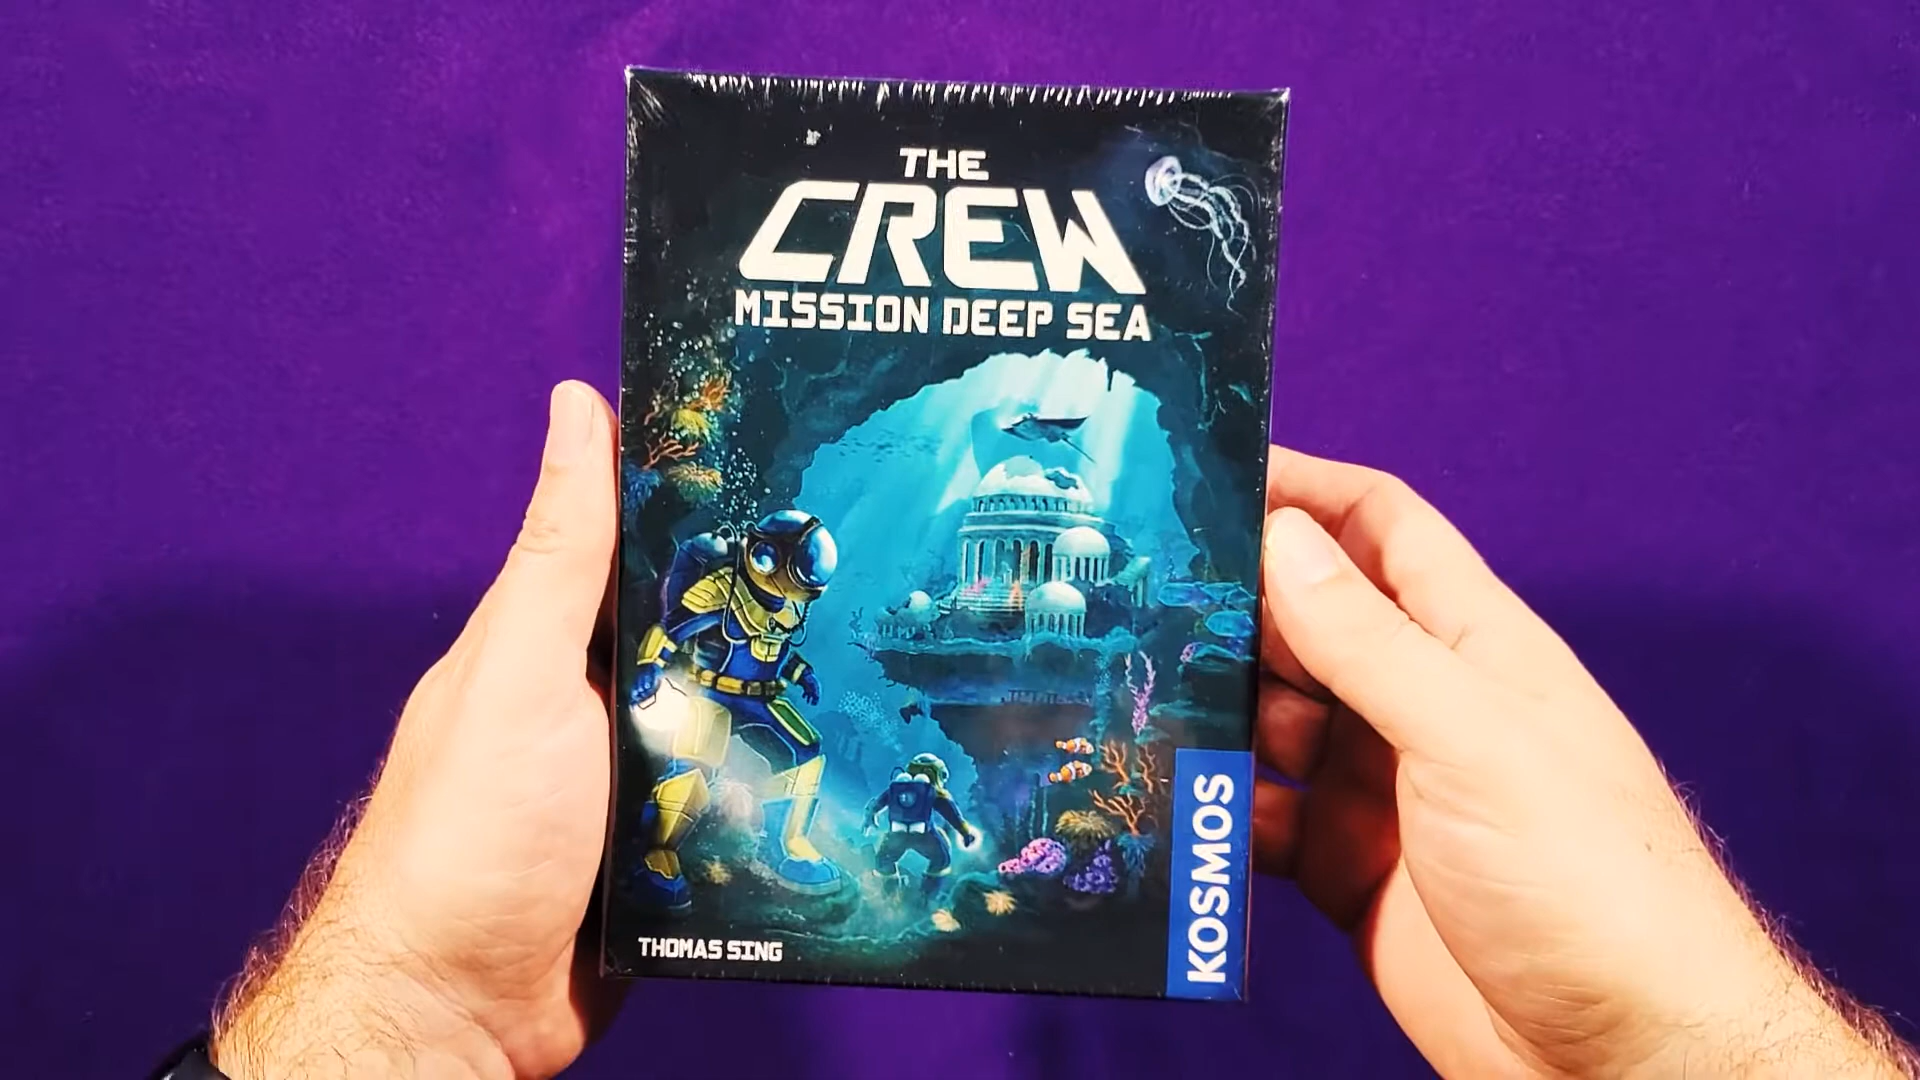 THE
CREW
MISSION DEEP SEA
THOMAS SING
KOSMOS